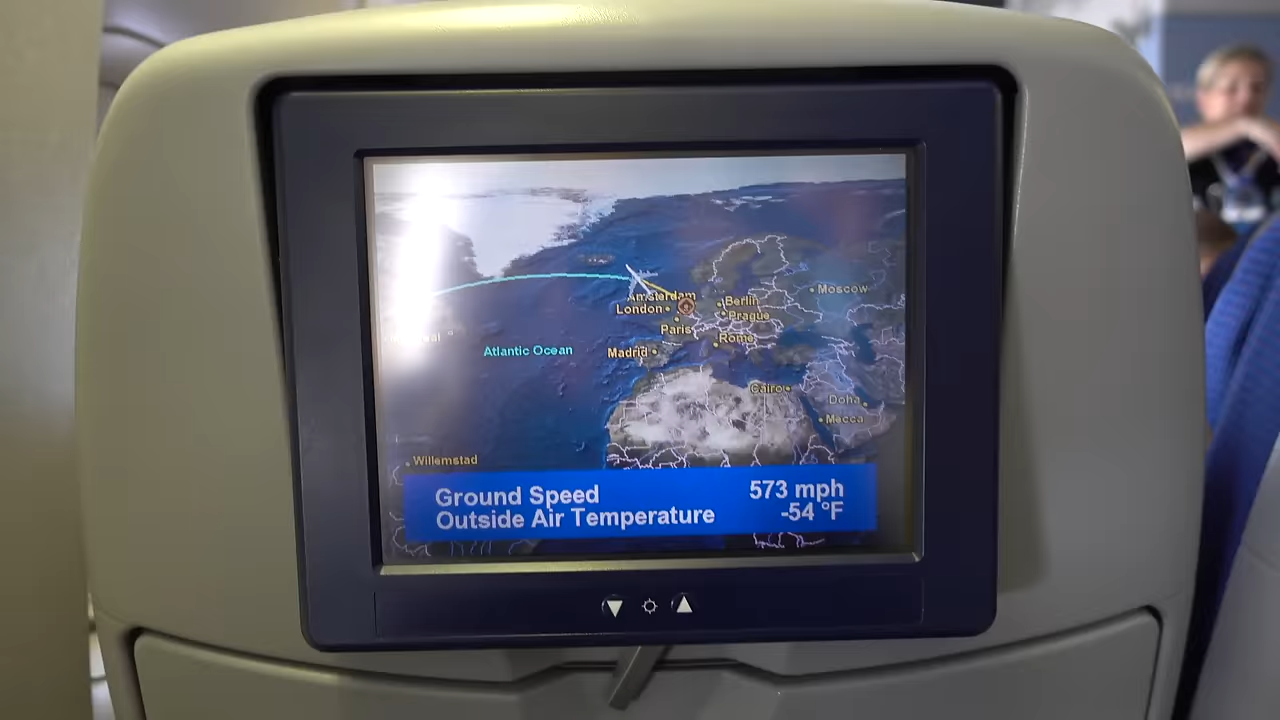 Moscow
Amsterdam
Berlin
London
Prague
Paris
Rome
Atlantic Ocean
Madrid
Cairo
Doha
Mecca
Willemstad
Ground Speed 573 mph
Outside Air Temperature -54 °F